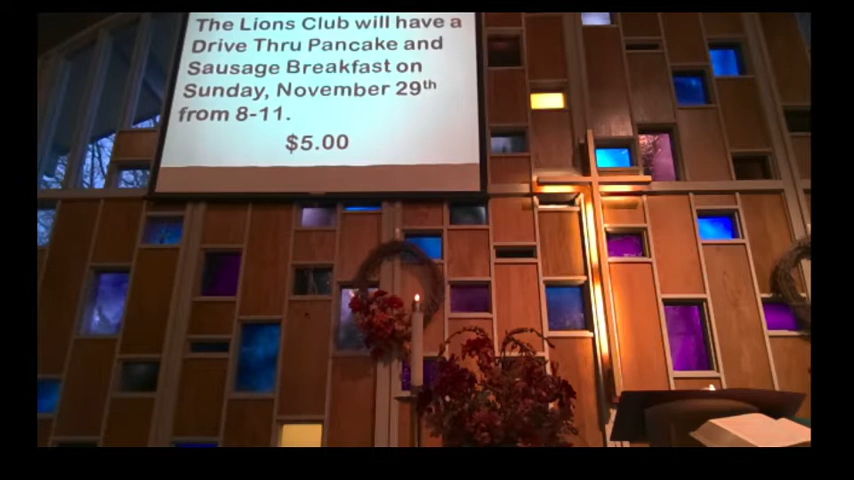 The Lions Club will have a
Drive Thru Pancake and
Sausage Breakfast on
Sunday, November 29th
from 8-11.
$5.00